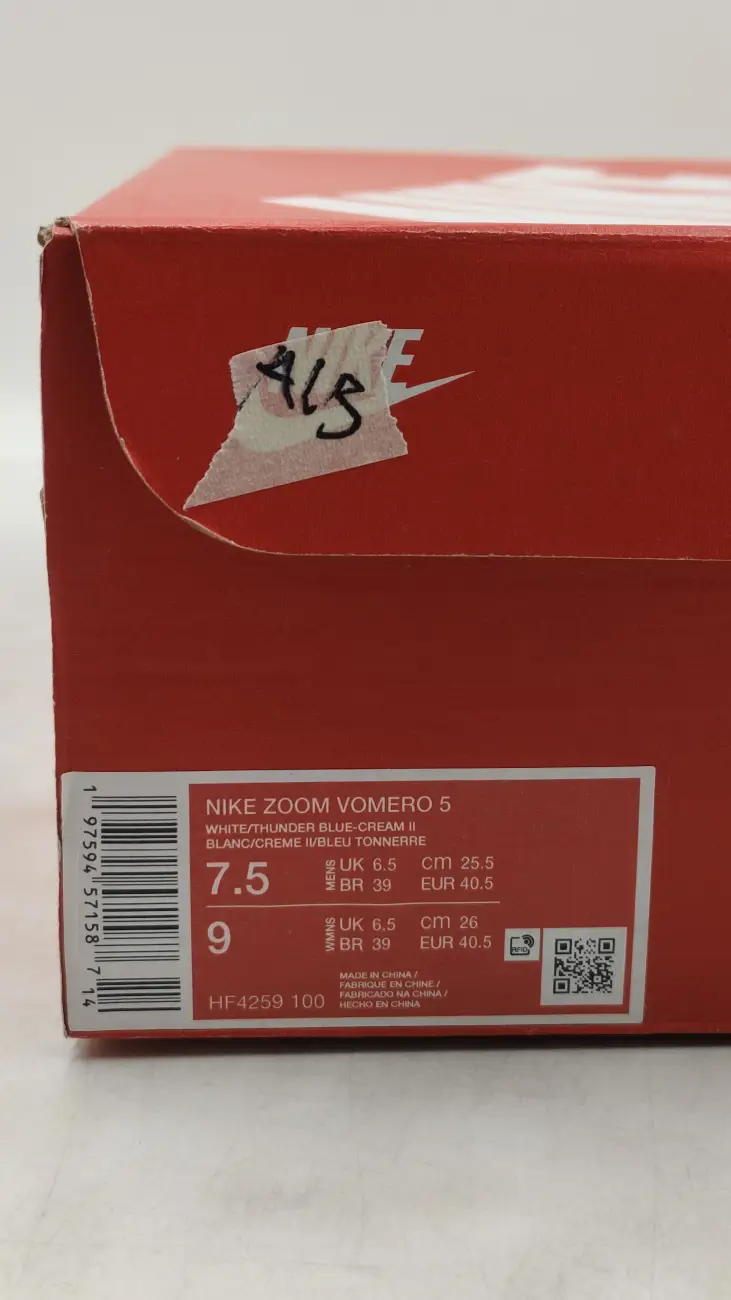 NIKE
A1B
NIKE ZOOM VOMERO 5
WHITE/THUNDER BLUE-CREAM II
BLANC/CREME II/BLEU TONNERRE
7.5 MENS UK 6.5 cm 25.5
BR 39 EUR 40.5
9 WMNS UK 6.5 cm 26
BR 39 EUR 40.5
RFID
MADE IN CHINA /
FABRIQUE EN CHINE /
FABRICADO NA CHINA /
HECHO EN CHINA
HF4259 100
1 97594 57158 7 14